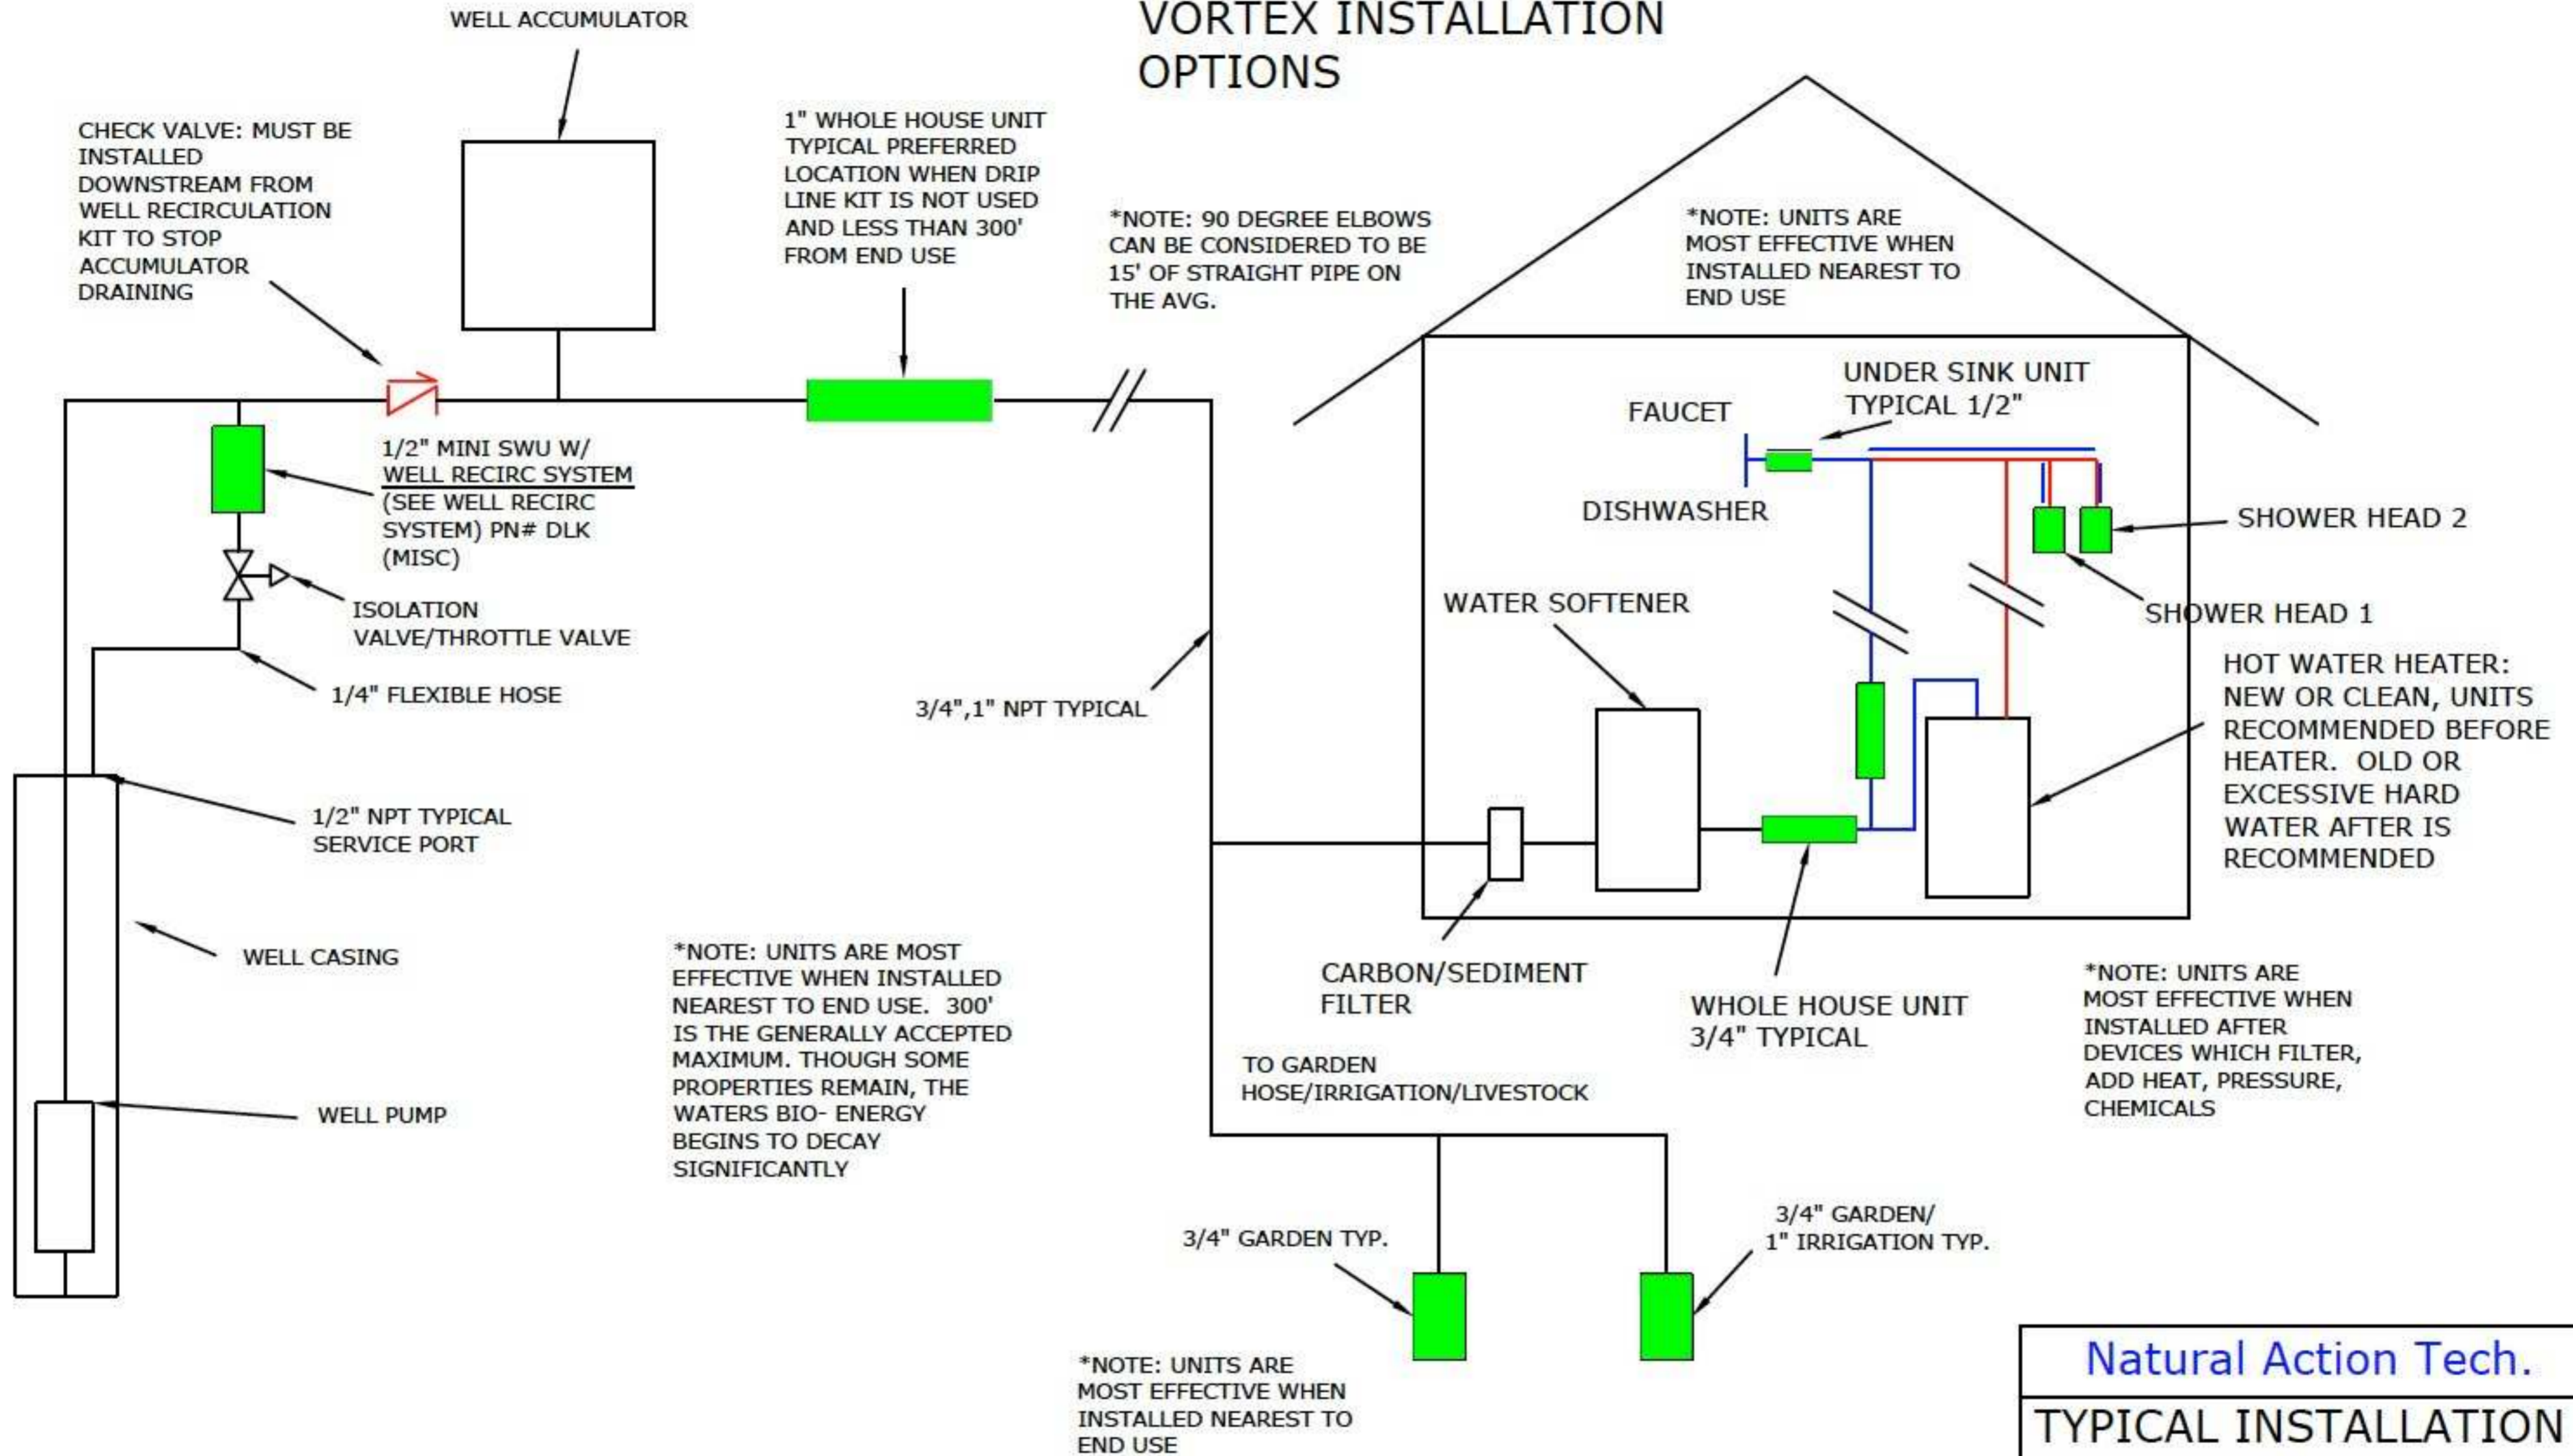 VORTEX INSTALLATION
OPTIONS
WELL ACCUMULATOR
CHECK VALVE: MUST BE
INSTALLED
DOWNSTREAM FROM
WELL RECIRCULATION
KIT TO STOP
ACCUMULATOR
DRAINING
1" WHOLE HOUSE UNIT
TYPICAL PREFERRED
LOCATION WHEN DRIP
LINE KIT IS NOT USED
AND LESS THAN 300'
FROM END USE
*NOTE: 90 DEGREE ELBOWS
CAN BE CONSIDERED TO BE
15' OF STRAIGHT PIPE ON
THE AVG.
*NOTE: UNITS ARE
MOST EFFECTIVE WHEN
INSTALLED NEAREST TO
END USE
UNDER SINK UNIT
TYPICAL 1/2"
FAUCET
DISHWASHER
SHOWER HEAD 2
SHOWER HEAD 1
1/2" MINI SWU W/
WELL RECIRC SYSTEM
(SEE WELL RECIRC
SYSTEM) PN# DLK
(MISC)
ISOLATION
VALVE/THROTTLE VALVE
1/4" FLEXIBLE HOSE
3/4",1" NPT TYPICAL
WATER SOFTENER
HOT WATER HEATER:
NEW OR CLEAN, UNITS
RECOMMENDED BEFORE
HEATER. OLD OR
EXCESSIVE HARD
WATER AFTER IS
RECOMMENDED
1/2" NPT TYPICAL
SERVICE PORT
WELL CASING
WELL PUMP
*NOTE: UNITS ARE MOST
EFFECTIVE WHEN INSTALLED
NEAREST TO END USE. 300'
IS THE GENERALLY ACCEPTED
MAXIMUM. THOUGH SOME
PROPERTIES REMAIN, THE
WATERS BIO- ENERGY
BEGINS TO DECAY
SIGNIFICANTLY
CARBON/SEDIMENT
FILTER
WHOLE HOUSE UNIT
3/4" TYPICAL
*NOTE: UNITS ARE
MOST EFFECTIVE WHEN
INSTALLED AFTER
DEVICES WHICH FILTER,
ADD HEAT, PRESSURE,
CHEMICALS
TO GARDEN
HOSE/IRRIGATION/LIVESTOCK
3/4" GARDEN TYP.
3/4" GARDEN/
1" IRRIGATION TYP.
*NOTE: UNITS ARE
MOST EFFECTIVE WHEN
INSTALLED NEAREST TO
END USE
Natural Action Tech.
TYPICAL INSTALLATION